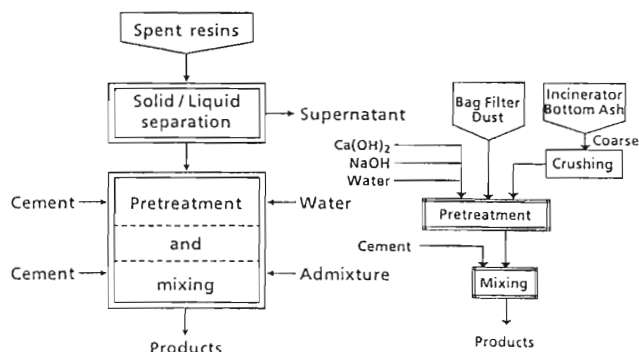 Spent resins
Solid / Liquid
separation
Supernatant
Cement
Pretreatment
Water
and
Cement
mixing
Admixture
Products
Bag Filter
Dust
Incinerator
Bottom Ash
Coarse
Crushing
Ca(OH)₂
NaOH
Water
Pretreatment
Cement
Mixing
Products